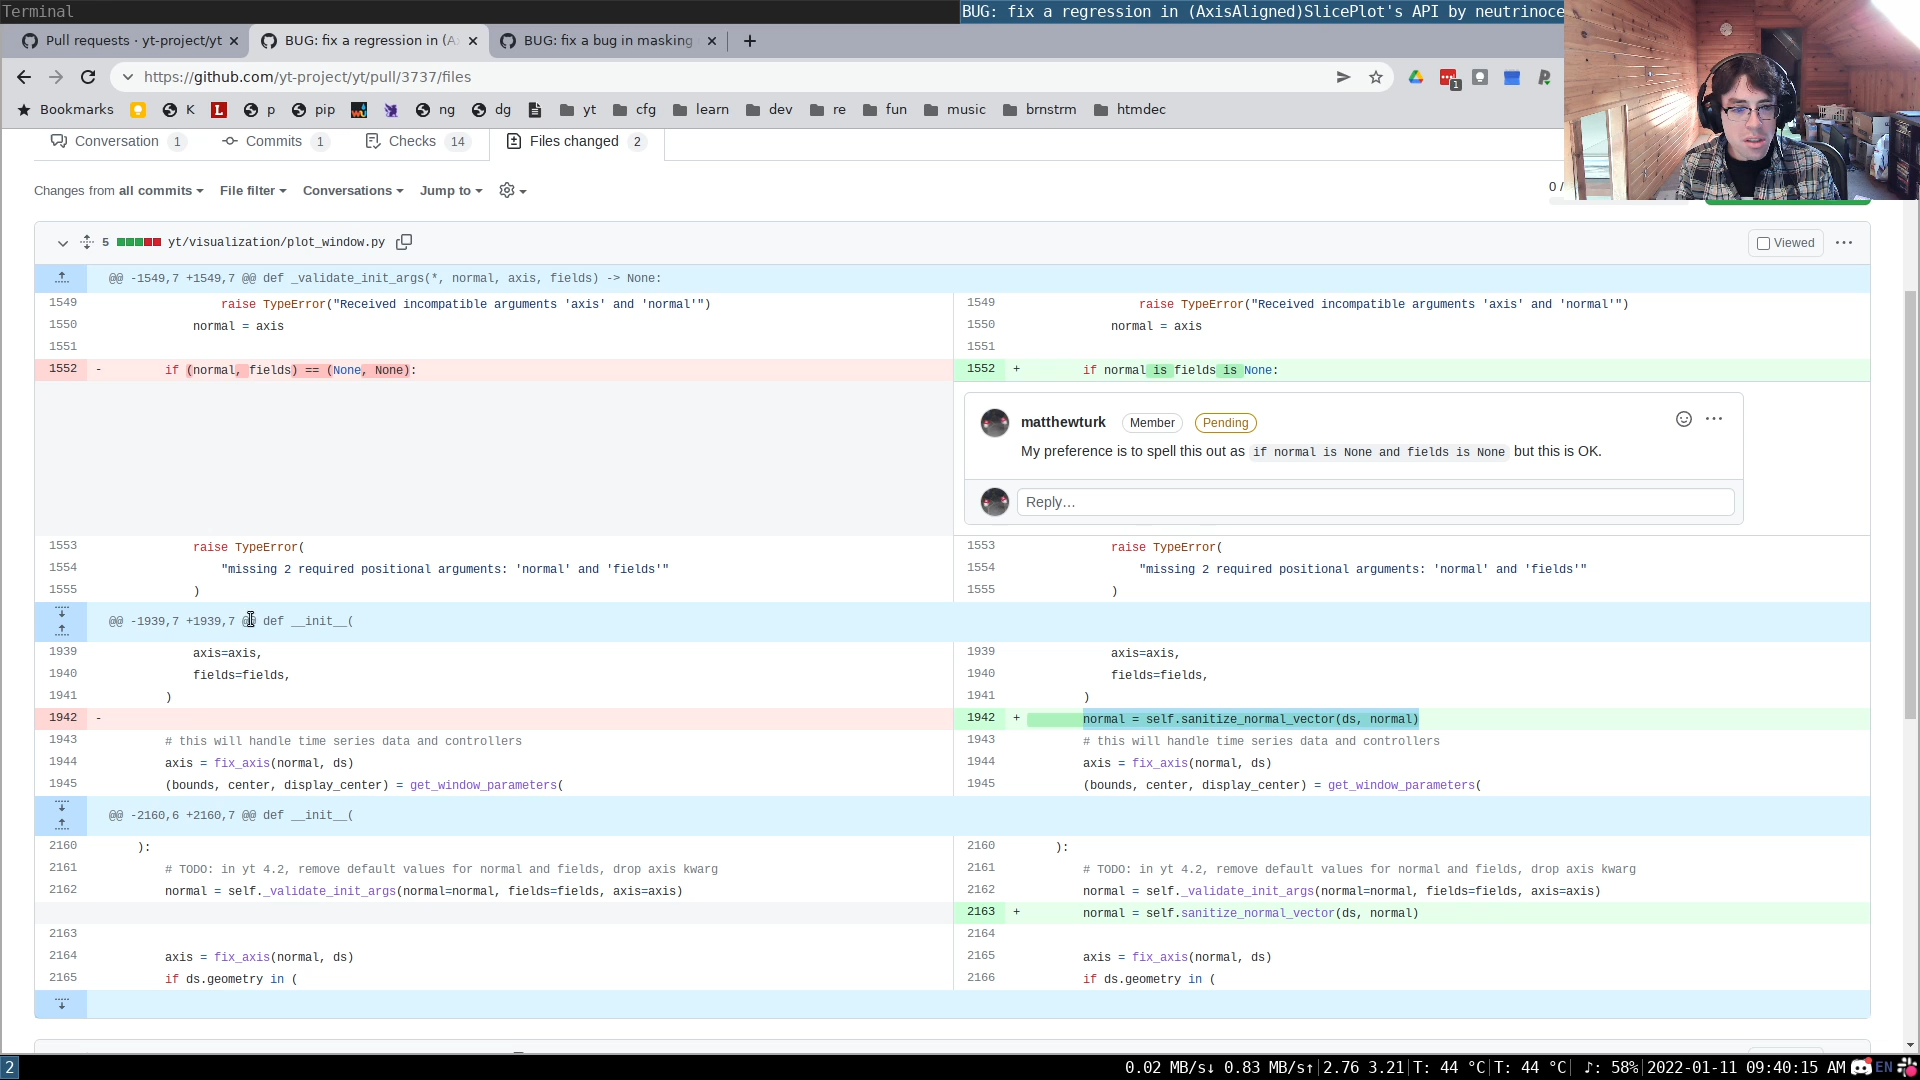 Terminal
BUG: fix a regression in (AxisAligned)SlicePlot's API by neutrinoce
Pull requests · yt-project/yt
BUG: fix a regression in (A
BUG: fix a bug in masking
https://github.com/yt-project/yt/pull/3737/files
1
Bookmarks
K
L
p
pip
ng
dg
yt
cfg
learn
dev
re
fun
music
brnstrm
htmdec
Conversation 1
Commits 1
Checks 14
Files changed 2
Changes from all commits
File filter
Conversations
Jump to
0 /
5 yt/visualization/plot_window.py
Viewed
@@ -1549,7 +1549,7 @@ def _validate_init_args(*, normal, axis, fields) -> None:
1549 raise TypeError("Received incompatible arguments 'axis' and 'normal'")
1549 raise TypeError("Received incompatible arguments 'axis' and 'normal'")
1550 normal = axis
1550 normal = axis
1551
1551
1552 - if (normal, fields) == (None, None):
1552 + if normal is fields is None:
matthewturk Member Pending
My preference is to spell this out as if normal is None and fields is None but this is OK.
Reply…
1553 raise TypeError(
1553 raise TypeError(
1554 "missing 2 required positional arguments: 'normal' and 'fields'"
1554 "missing 2 required positional arguments: 'normal' and 'fields'"
1555 )
1555 )
@@ -1939,7 +1939,7 @@ def __init__(
1939 axis=axis,
1939 axis=axis,
1940 fields=fields,
1940 fields=fields,
1941 )
1941 )
1942 -
1942 + normal = self.sanitize_normal_vector(ds, normal)
1943 # this will handle time series data and controllers
1943 # this will handle time series data and controllers
1944 axis = fix_axis(normal, ds)
1944 axis = fix_axis(normal, ds)
1945 (bounds, center, display_center) = get_window_parameters(
1945 (bounds, center, display_center) = get_window_parameters(
@@ -2160,6 +2160,7 @@ def __init__(
2160 ):
2160 ):
2161 # TODO: in yt 4.2, remove default values for normal and fields, drop axis kwarg
2161 # TODO: in yt 4.2, remove default values for normal and fields, drop axis kwarg
2162 normal = self._validate_init_args(normal=normal, fields=fields, axis=axis)
2162 normal = self._validate_init_args(normal=normal, fields=fields, axis=axis)
2163 + normal = self.sanitize_normal_vector(ds, normal)
2163
2164
2164 axis = fix_axis(normal, ds)
2165 axis = fix_axis(normal, ds)
2165 if ds.geometry in (
2166 if ds.geometry in (
2
0.02 MB/s↓ 0.83 MB/s↑ | 2.76 3.21 | T: 44 °C | T: 44 °C | ♪: 58% | 2022-01-11 09:40:15 AM EN